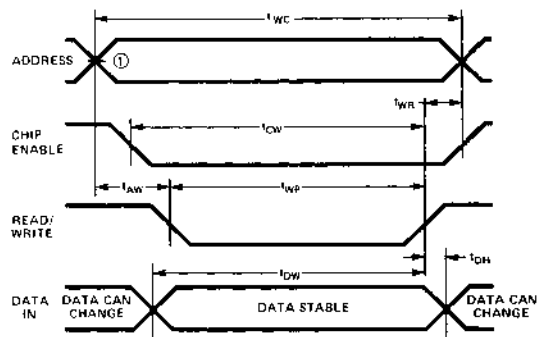 tWC
ADDRESS
①
tWR
CHIP
ENABLE
tCW
tAW
tWP
READ/
WRITE
tDW
tDH
DATA
IN
DATA CAN
CHANGE
DATA STABLE
DATA CAN
CHANGE